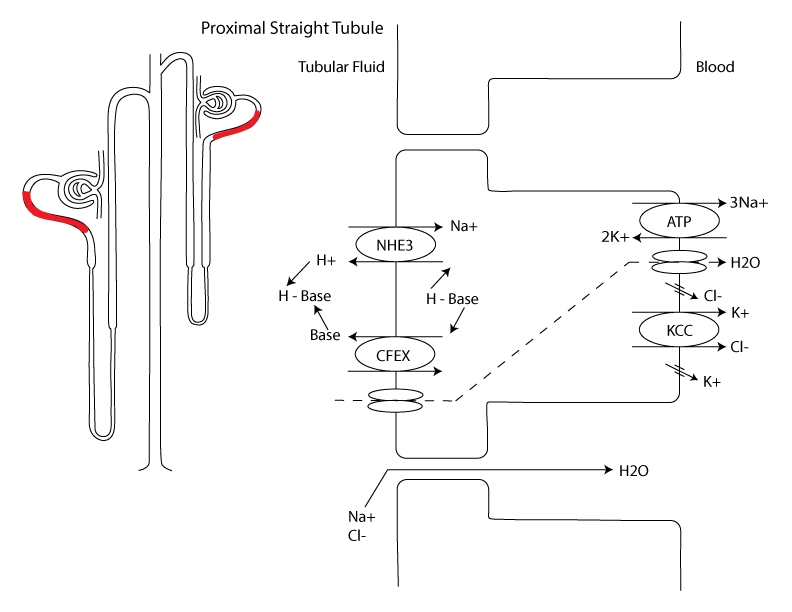 Proximal Straight Tubule
Tubular Fluid
Blood
3Na+
ATP
2K+
Na+
NHE3
H+
H2O
H - Base
H - Base
Cl-
K+
Base
KCC
Cl-
CFEX
K+
H2O
Na+
Cl-